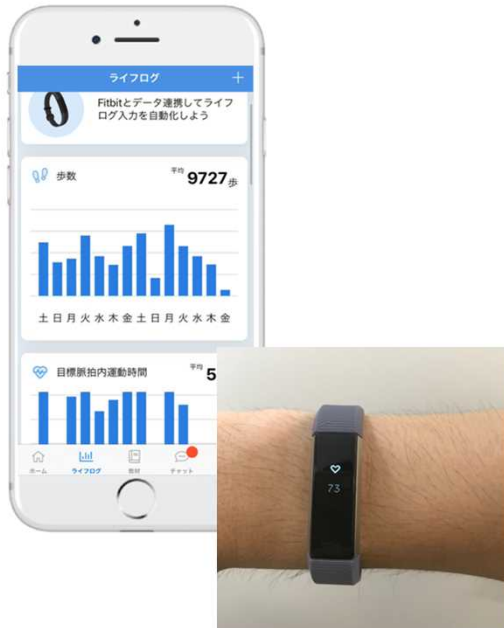 ライフログ
Fitbitとデータ連携してライフ
ログ入力を自動化しよう
歩数
平均 9727歩
土日月火水木金土日月火水木金
目標脈拍内運動時間
平均 5
ホーム ライフログ 教材 チャット
73